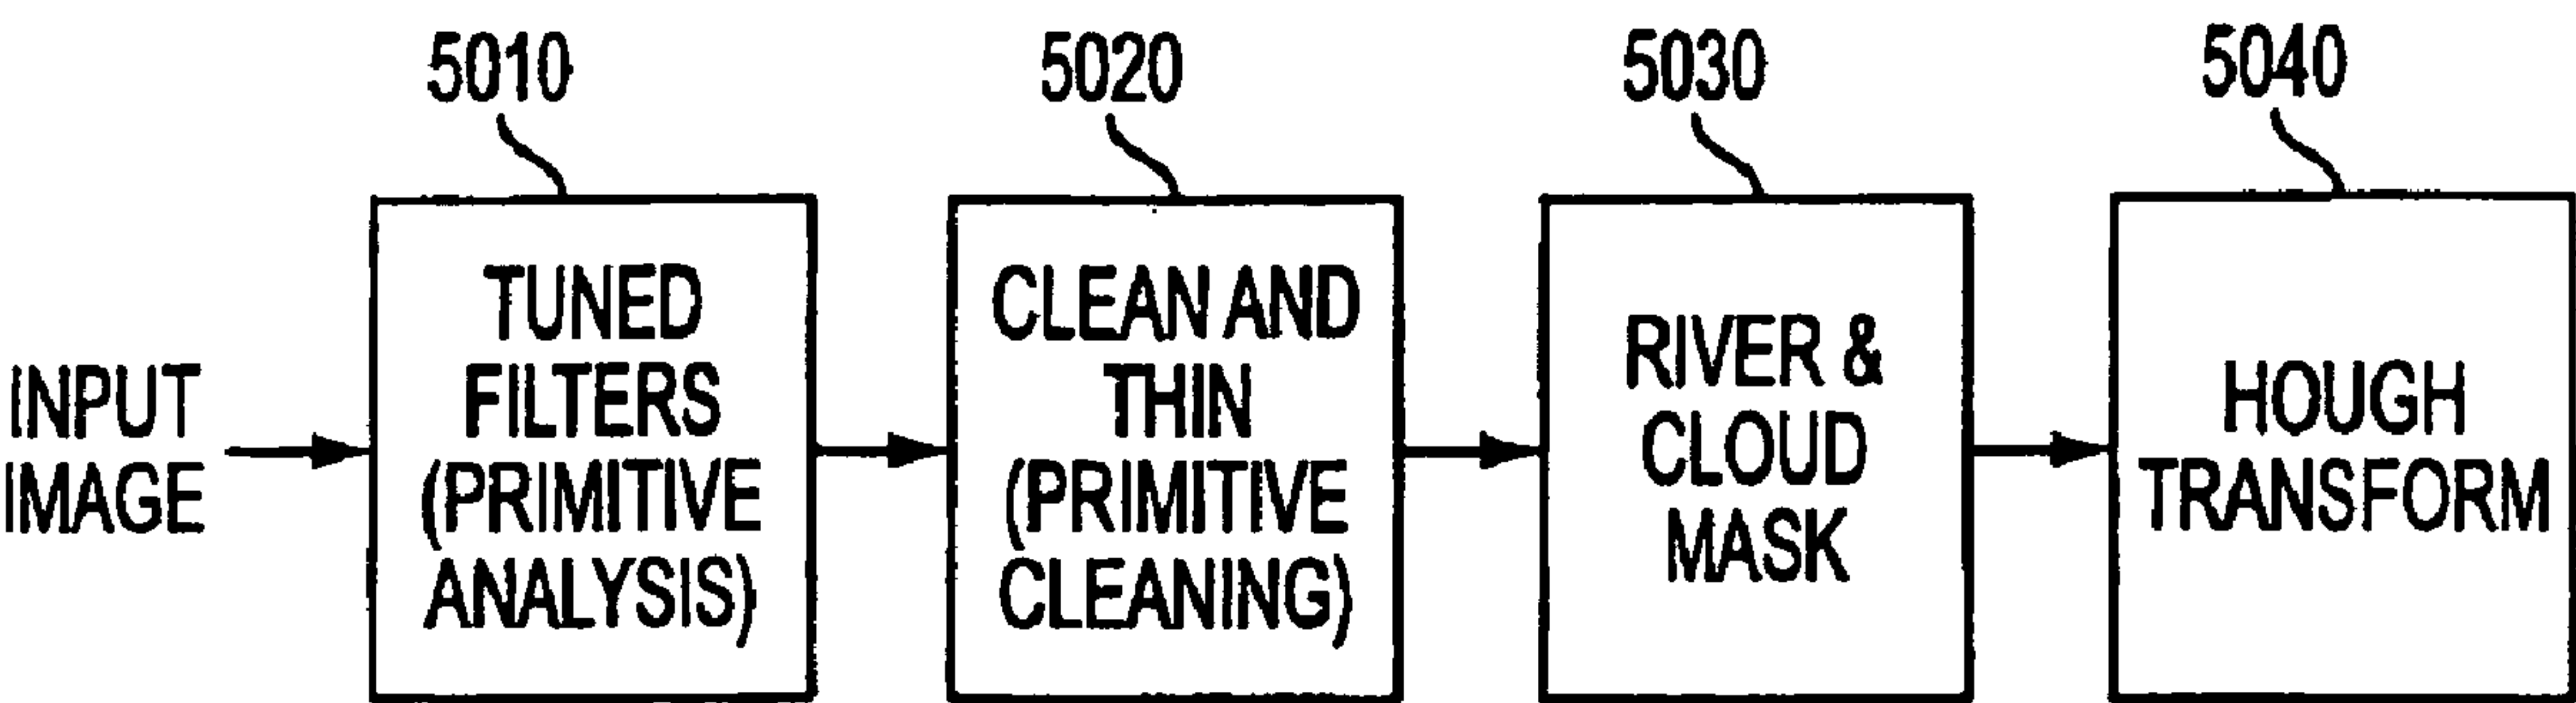 5010
5020
5030
5040
INPUT
IMAGE
TUNED
FILTERS
(PRIMITIVE
ANALYSIS)
CLEAN AND
THIN
(PRIMITIVE
CLEANING)
RIVER &
CLOUD
MASK
HOUGH
TRANSFORM